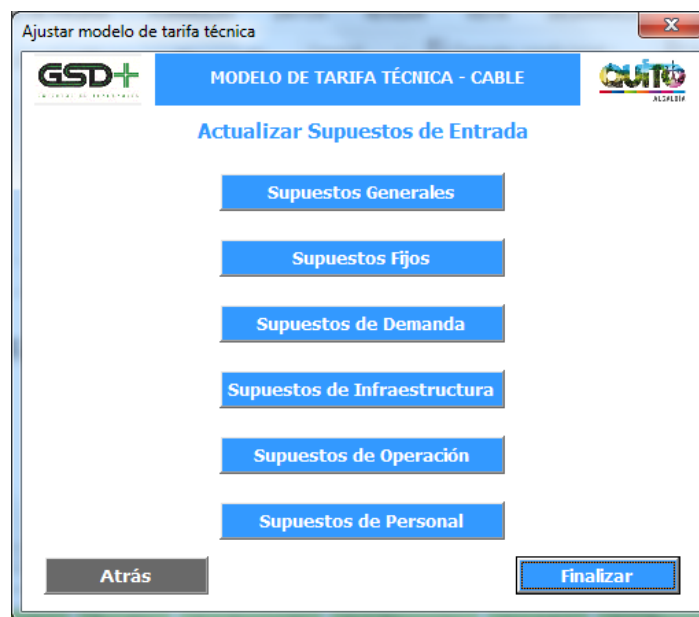 Ajustar modelo de tarifa técnica
GSD+
MODELO DE TARIFA TÉCNICA - CABLE
QUITO
ALCALDÍA
Actualizar Supuestos de Entrada
Supuestos Generales
Supuestos Fijos
Supuestos de Demanda
Supuestos de Infraestructura
Supuestos de Operación
Supuestos de Personal
Atrás
Finalizar